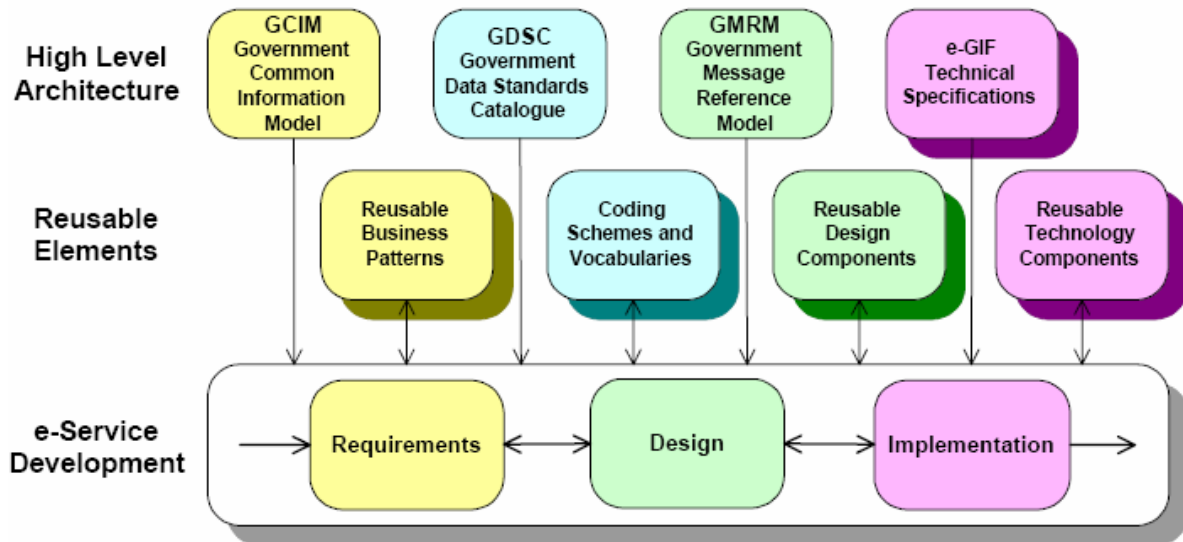 High Level
Architecture
GCIM
Government
Common
Information
Model
GDSC
Government
Data Standards
Catalogue
GMRM
Government
Message
Reference
Model
e-GIF
Technical
Specifications
Reusable
Elements
Reusable
Business
Patterns
Coding
Schemes and
Vocabularies
Reusable
Design
Components
Reusable
Technology
Components
e-Service
Development
Requirements
Design
Implementation